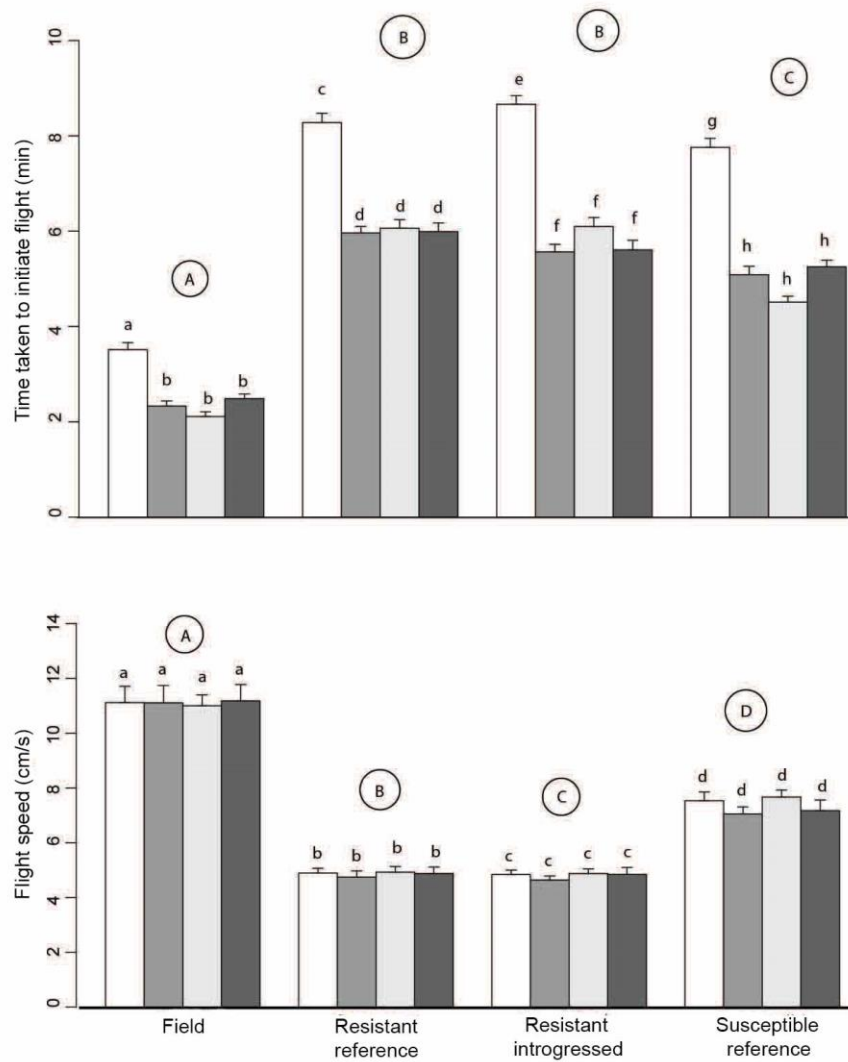 Time taken to initiate flight (min)
10
8
6
4
2
0
A
B
B
C
a
b
b
b
c
d
d
d
e
f
f
f
g
h
h
h
Flight speed (cm/s)
14
12
10
8
6
4
2
0
A
B
C
D
a
a
a
a
b
b
b
b
c
c
c
c
d
d
d
d
Field
Resistant
reference
Resistant
introgressed
Susceptible
reference